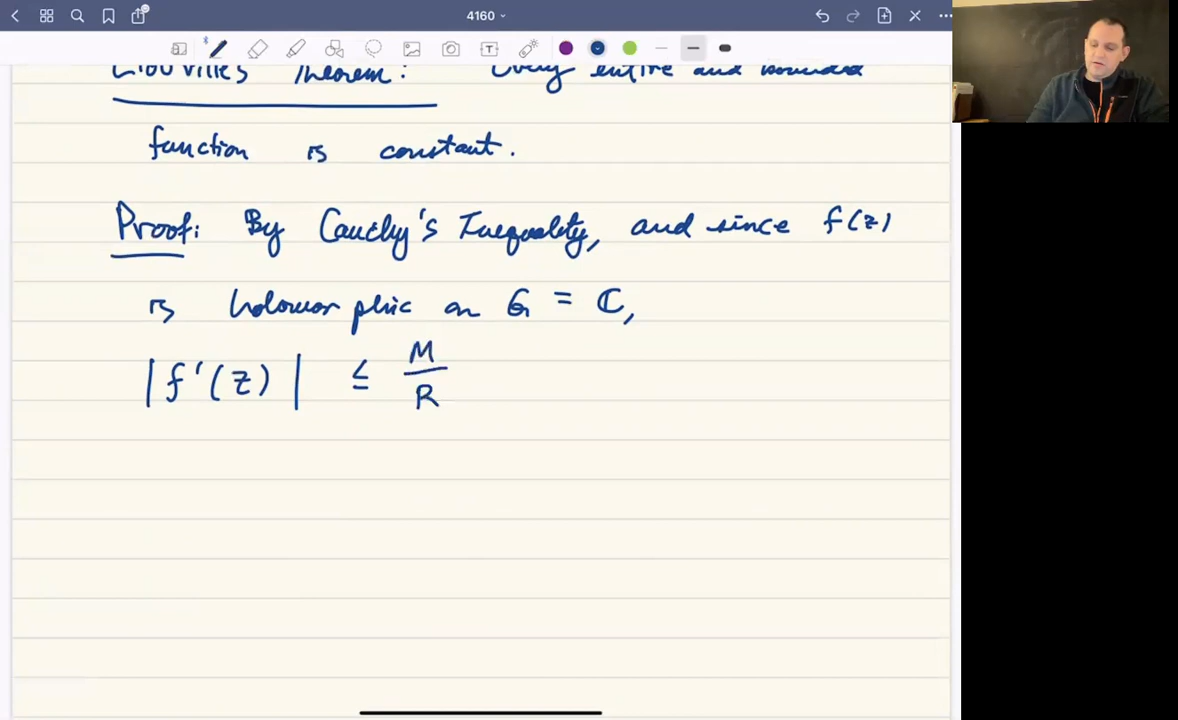 4160
Liouville's Theorem: Every entire and bounded
function is constant.
Proof: By Cauchy's Inequality, and since f(z)
is holomorphic on G = ℂ,
|f'(z)| ≤ M/R